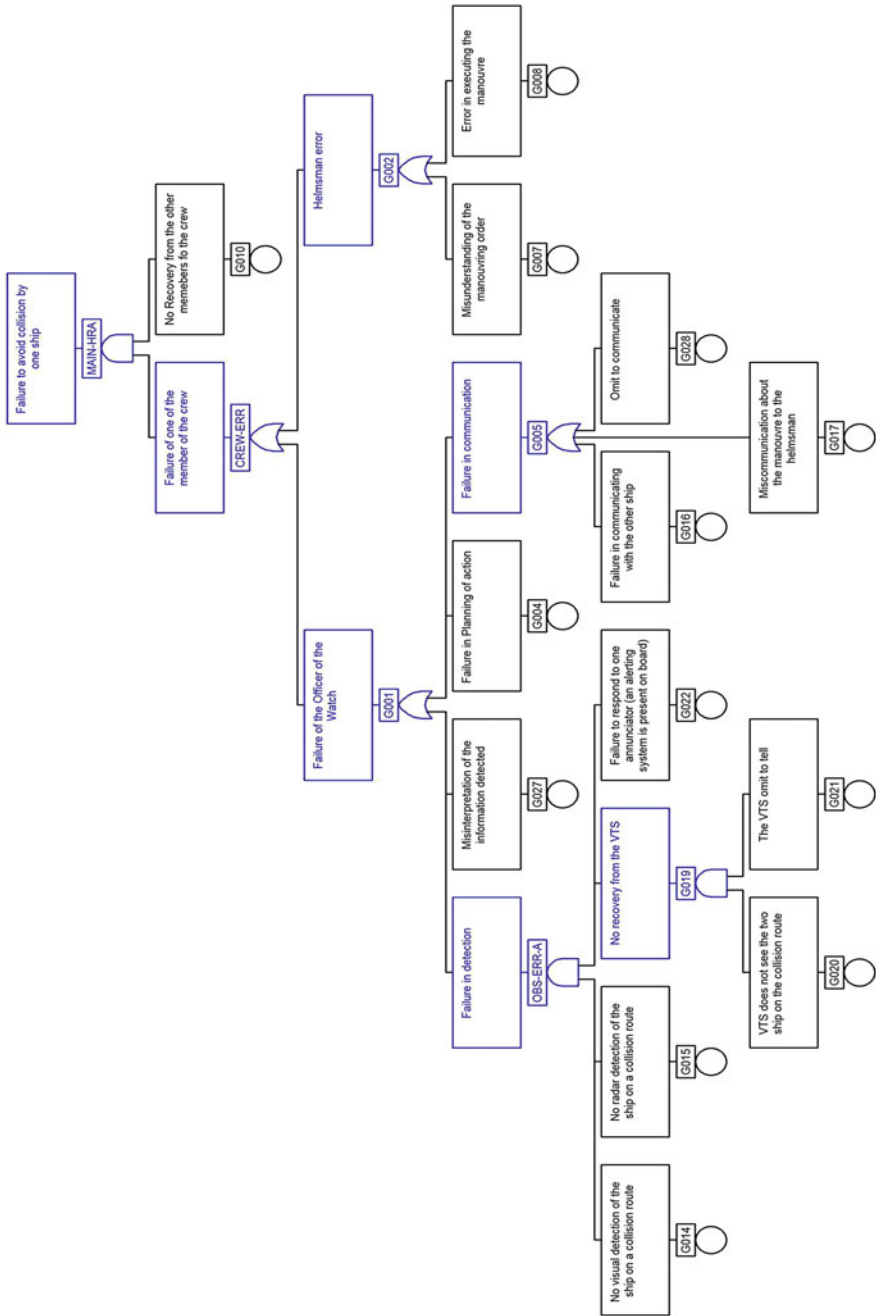 Failure to avoid collision by
one ship
MAIN-HRA
Failure of one of the
member of the crew
CREW-ERR
No Recovery from the other
memebers fo the crew
G010
Failure of the Officer of the
Watch
G001
Helmsman error
G002
Failure in detection
OBS-ERR-A
Misinterpretation of the
information detected
G027
Failure in Planning of action
G004
Failure in communication
G005
Misunderstanding of the
manouvring order
G007
Error in executing the
manouvre
G008
No visual detection of the
ship on a collision route
G014
No radar detection of the
ship on a collision route
G015
No recovery from the VTS
G019
Failure to respond to one
annunciator (an alerting
system is present on board)
G022
Failure in communicating
with the other ship
G016
Omit to communicate
G028
VTS does not see the two
ship on the collision route
G020
The VTS omit to tell
G021
Miscommunication about
the manouvre to the
helmsman
G017